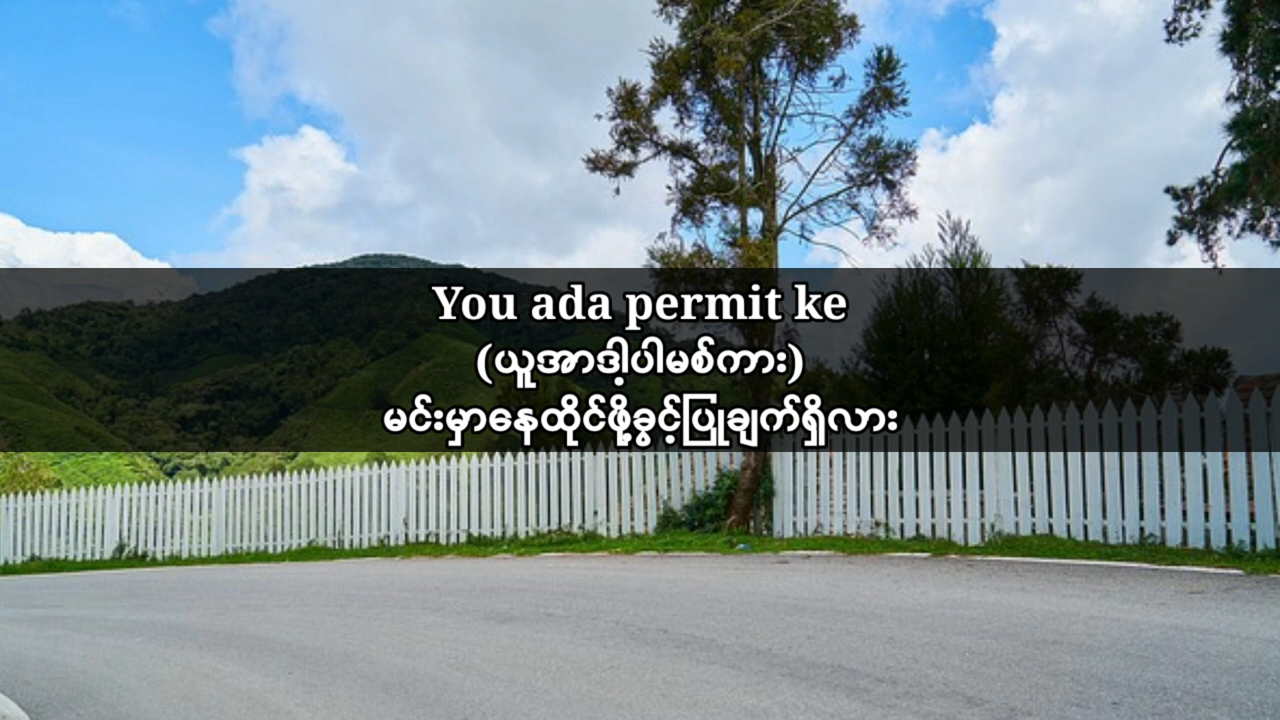 You ada permit ke
(ယူအာဒါ့ပါမစ်ကား)
မင်းမှာနေထိုင်ဖို့ခွင့်ပြုချက်ရှိလား